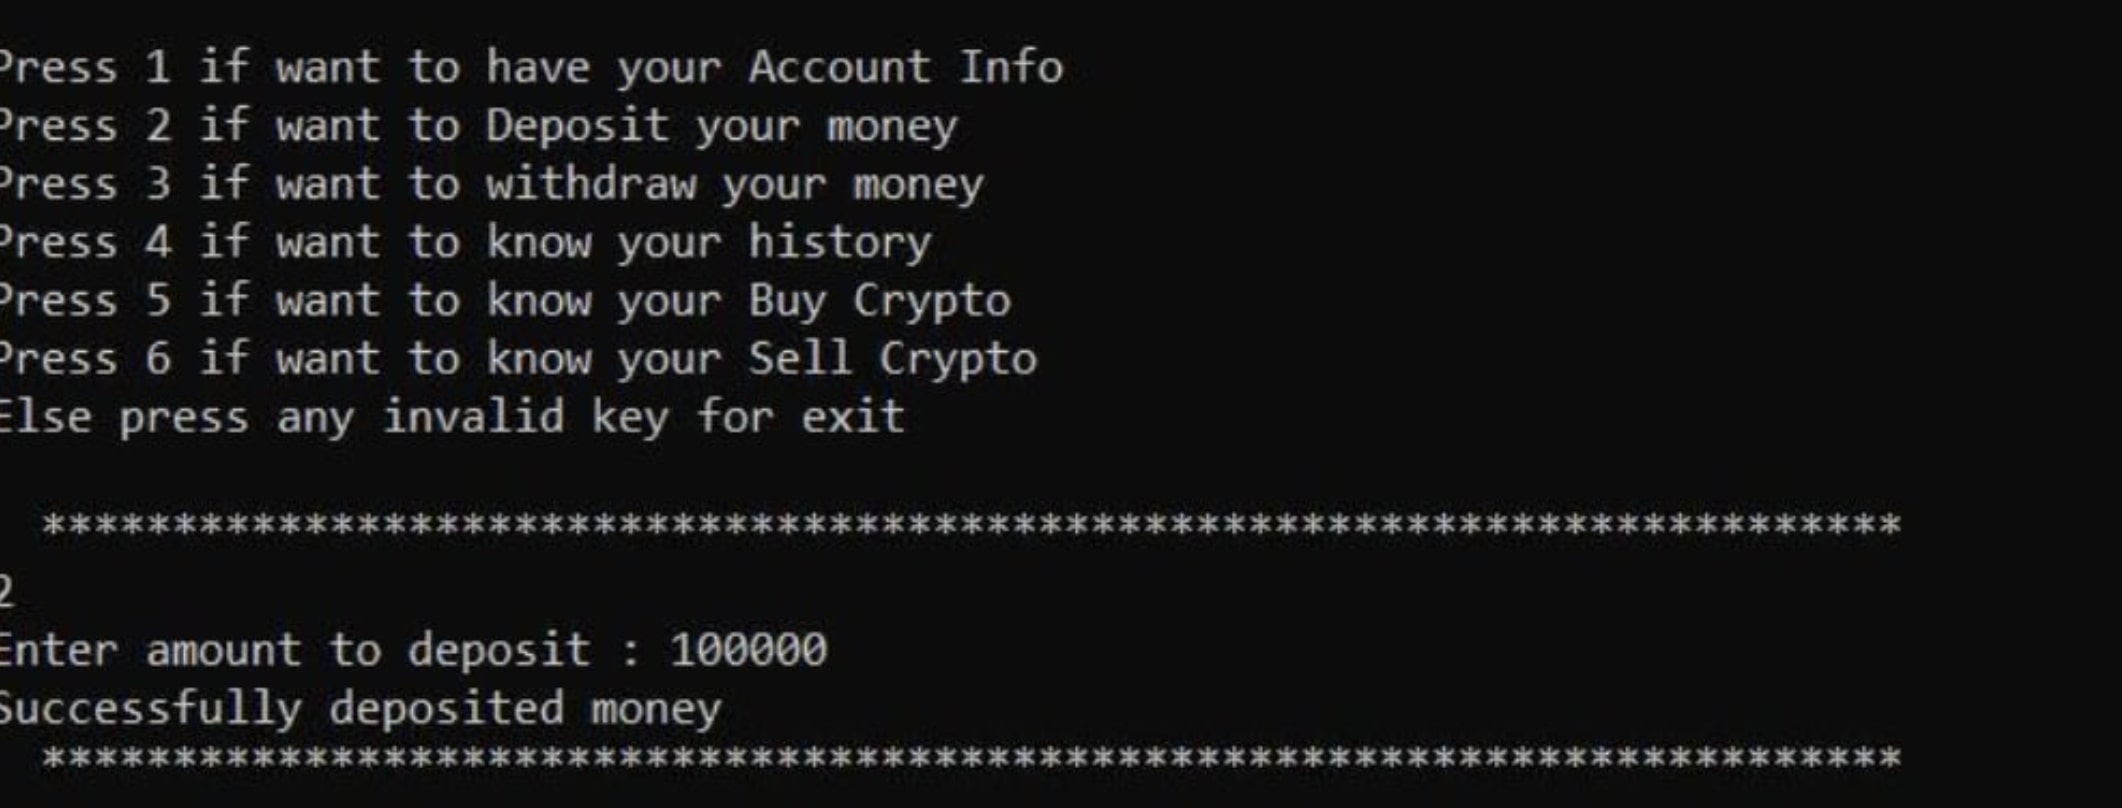 Press 1 if want to have your Account Info
Press 2 if want to Deposit your money
Press 3 if want to withdraw your money
Press 4 if want to know your history
Press 5 if want to know your Buy Crypto
Press 6 if want to know your Sell Crypto
Else press any invalid key for exit
***********************************************************************
2
Enter amount to deposit : 100000
Successfully deposited money
***********************************************************************